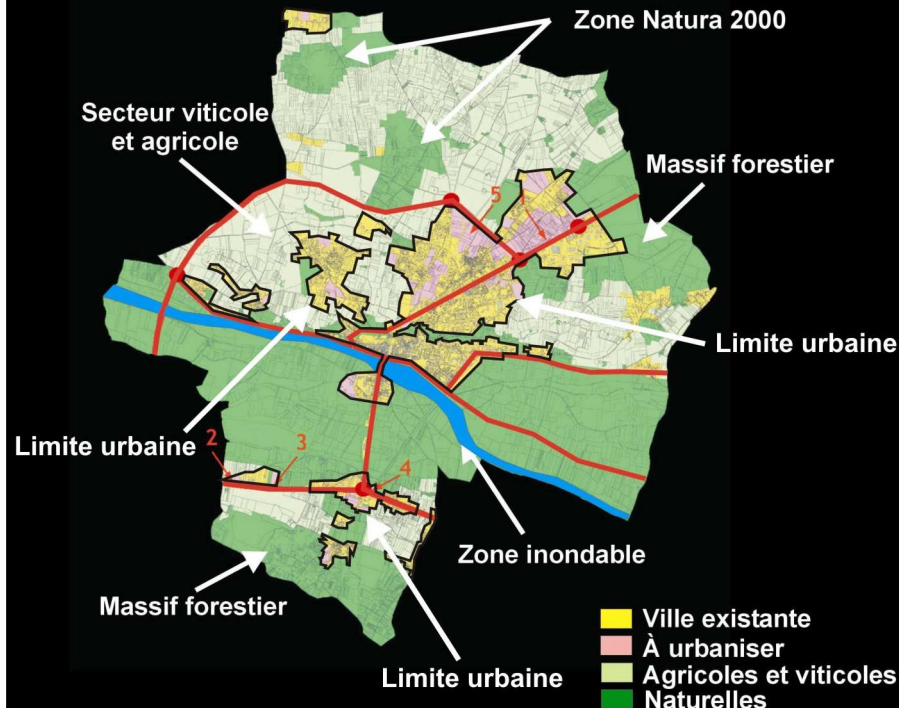 Zone Natura 2000
Secteur viticole
et agricole
Massif forestier
5
1
Limite urbaine
Limite urbaine
2
3
4
Zone inondable
Massif forestier
Limite urbaine
Ville existante
À urbaniser
Agricoles et viticoles
Naturelles